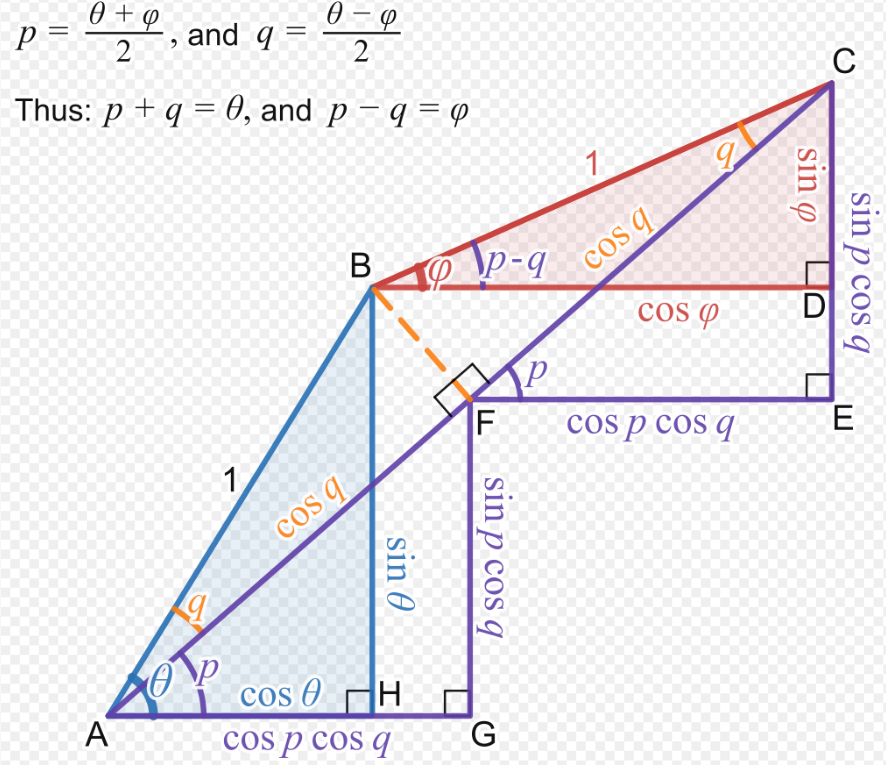 p = θ + φ / 2 , and q = θ − φ / 2
Thus: p + q = θ, and p − q = φ
C
1
q
sin φ
sin p cos q
cos q
B
φ
p-q
D
cos φ
p
F
E
cos p cos q
1
cos q
sin p cos q
sin θ
q
θ
p
cos θ
H
A
G
cos p cos q